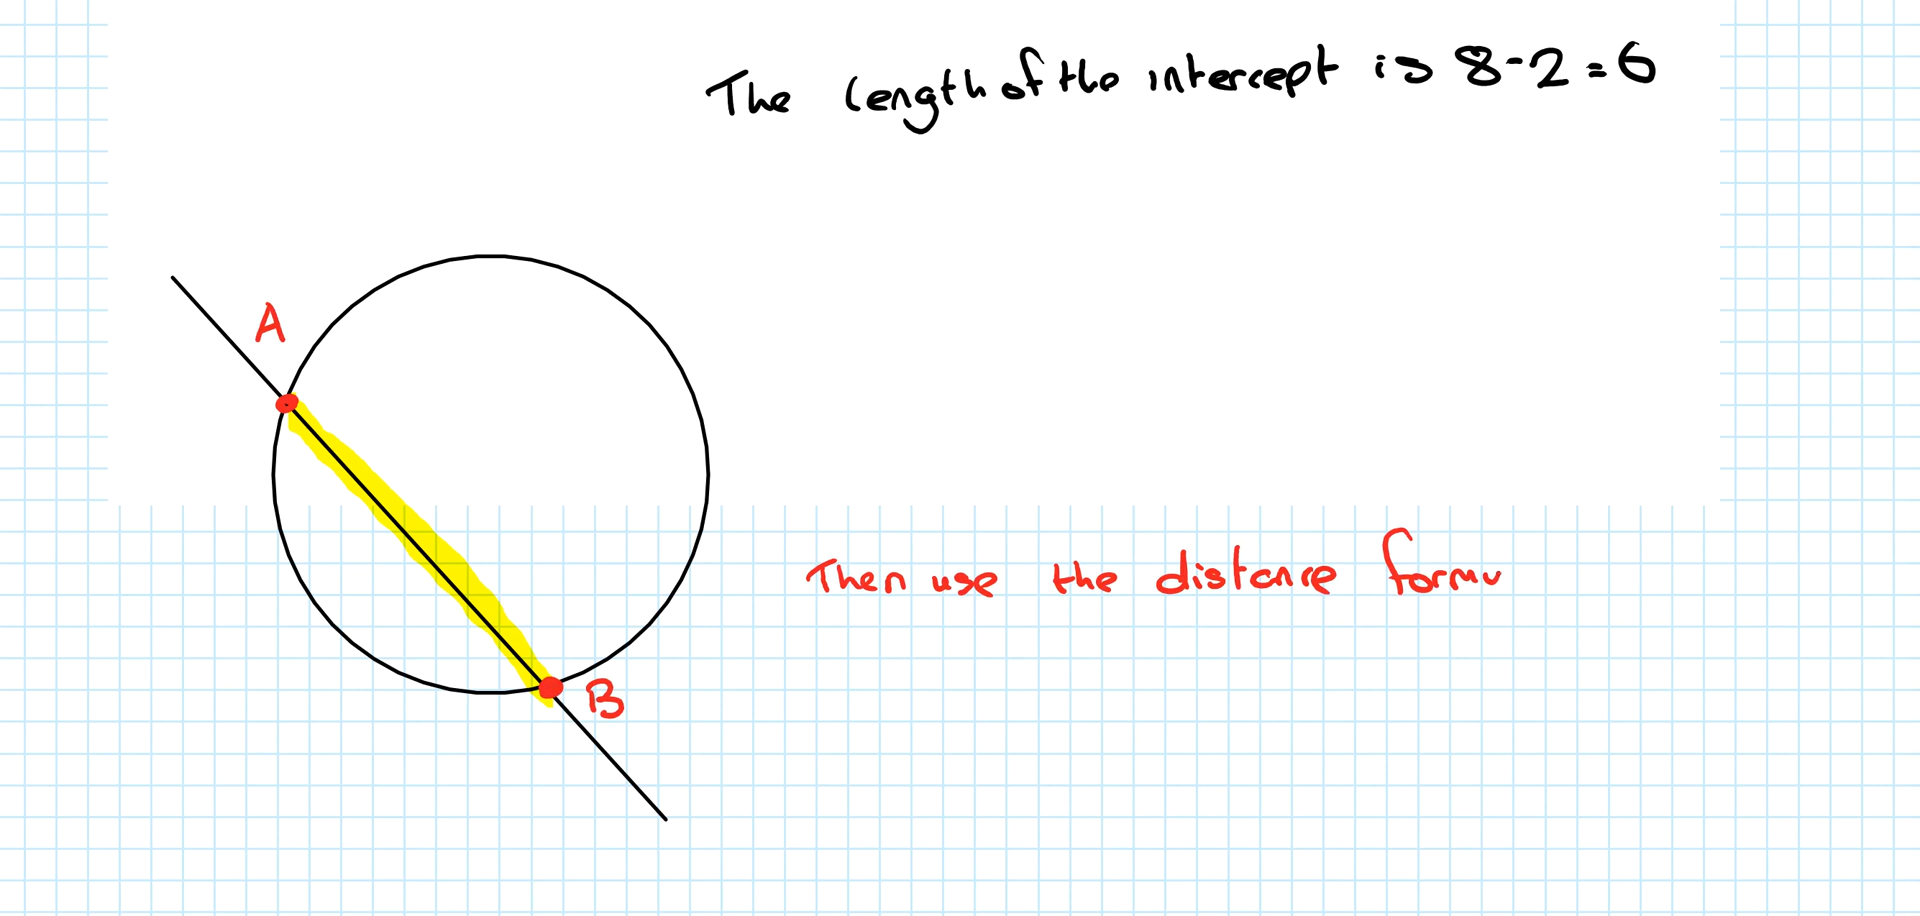 The length of the intercept is 8-2=6
A
Then use the distance formu
B